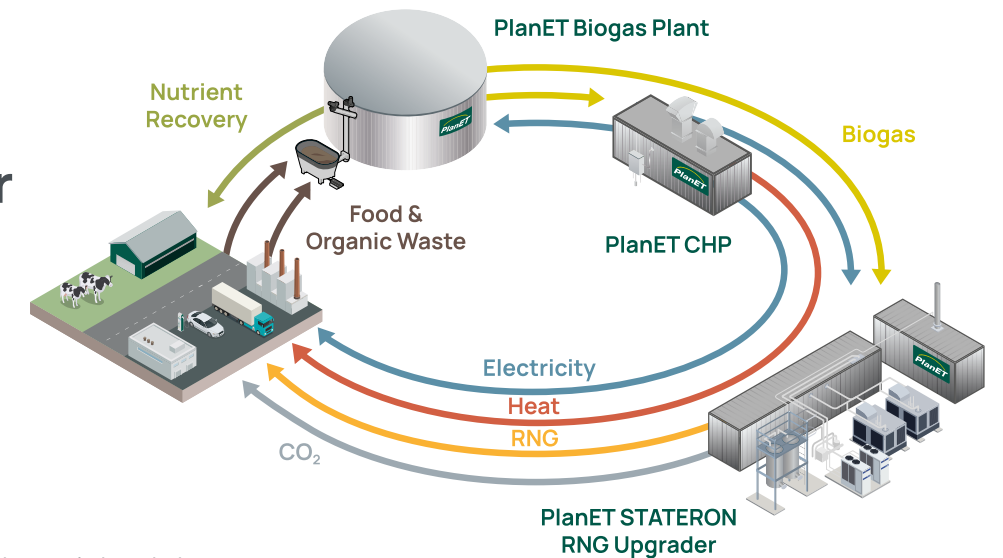 PlanET Biogas Plant
Nutrient
Recovery
PlanET
Biogas
PlanET
Food &
Organic Waste
PlanET CHP
r
Electricity
PlanET
Heat
RNG
CO₂
PlanET STATERON
RNG Upgrader